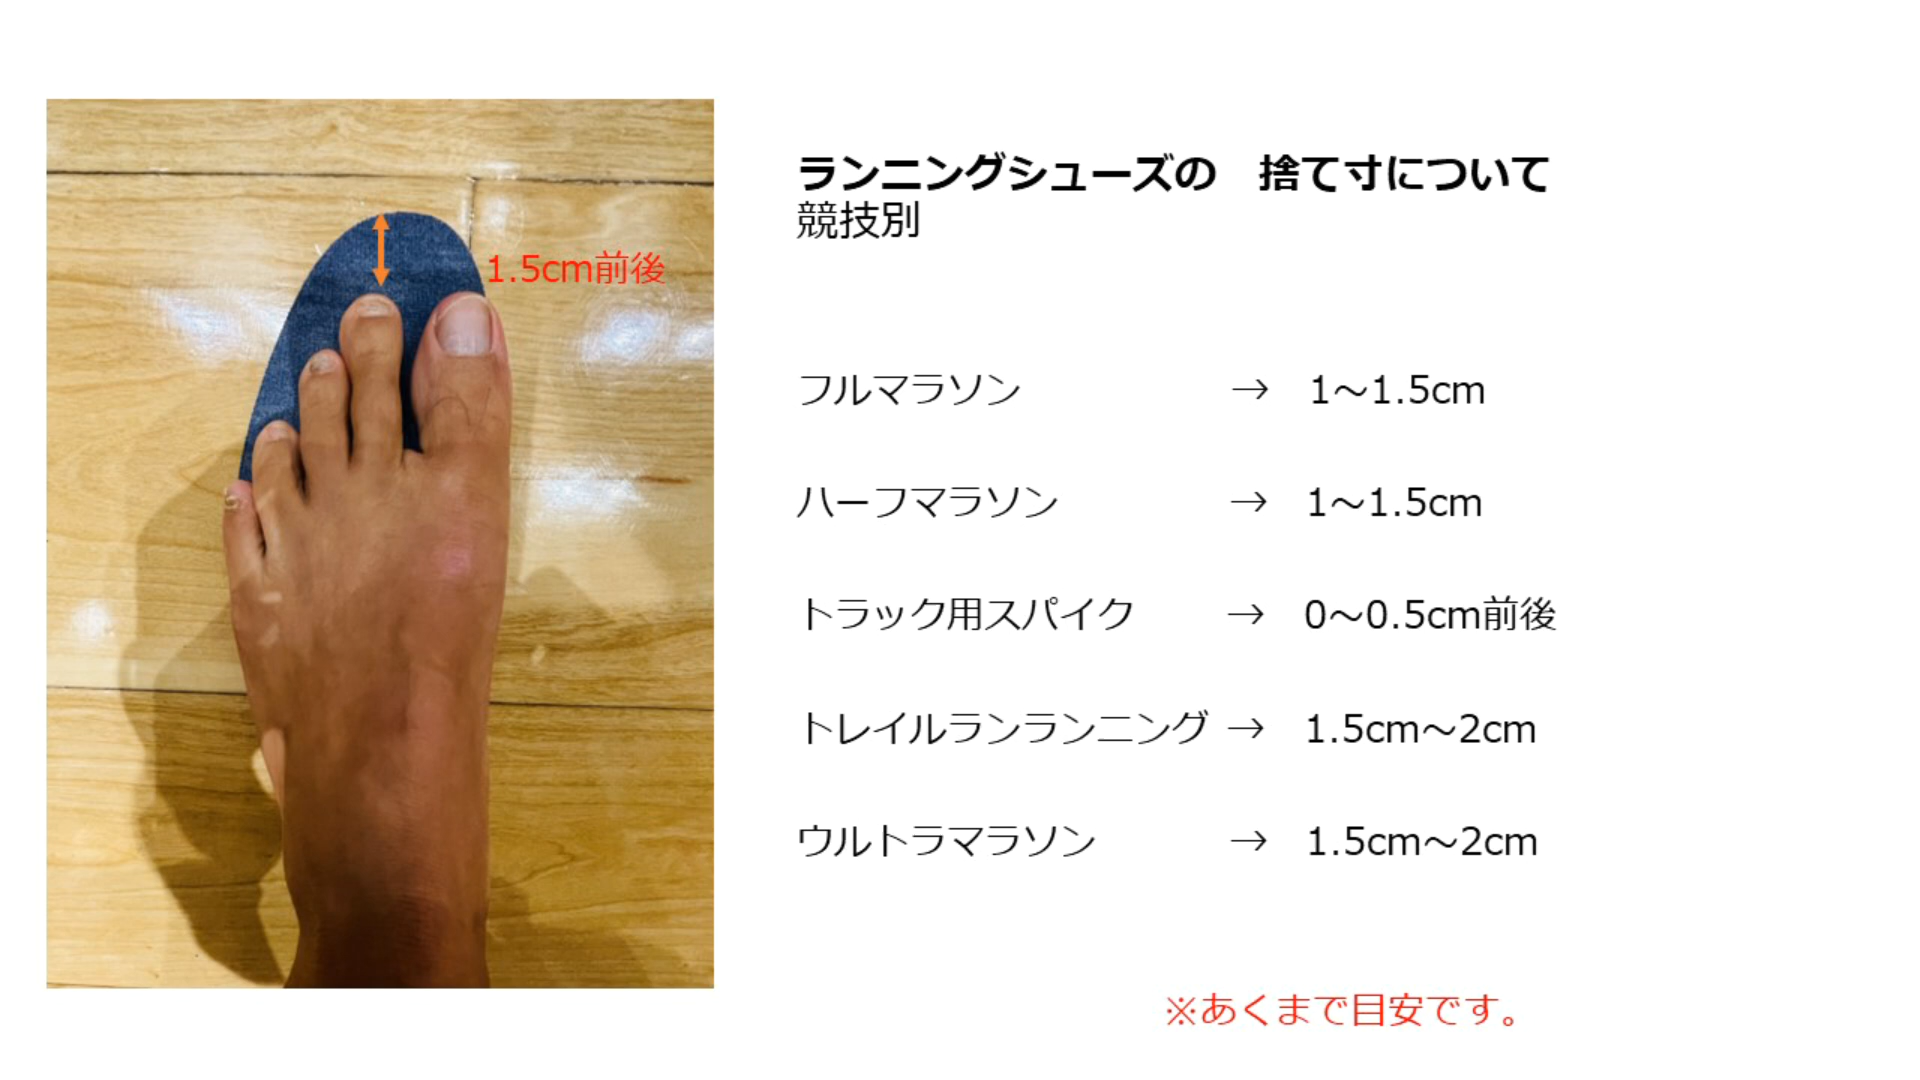 ランニングシューズの　捨て寸について
競技別
1.5cm前後
フルマラソン　→　1～1.5cm
ハーフマラソン　→　1～1.5cm
トラック用スパイク　→　0～0.5cm前後
トレイルランランニング　→　1.5cm～2cm
ウルトラマラソン　→　1.5cm～2cm
※あくまで目安です。